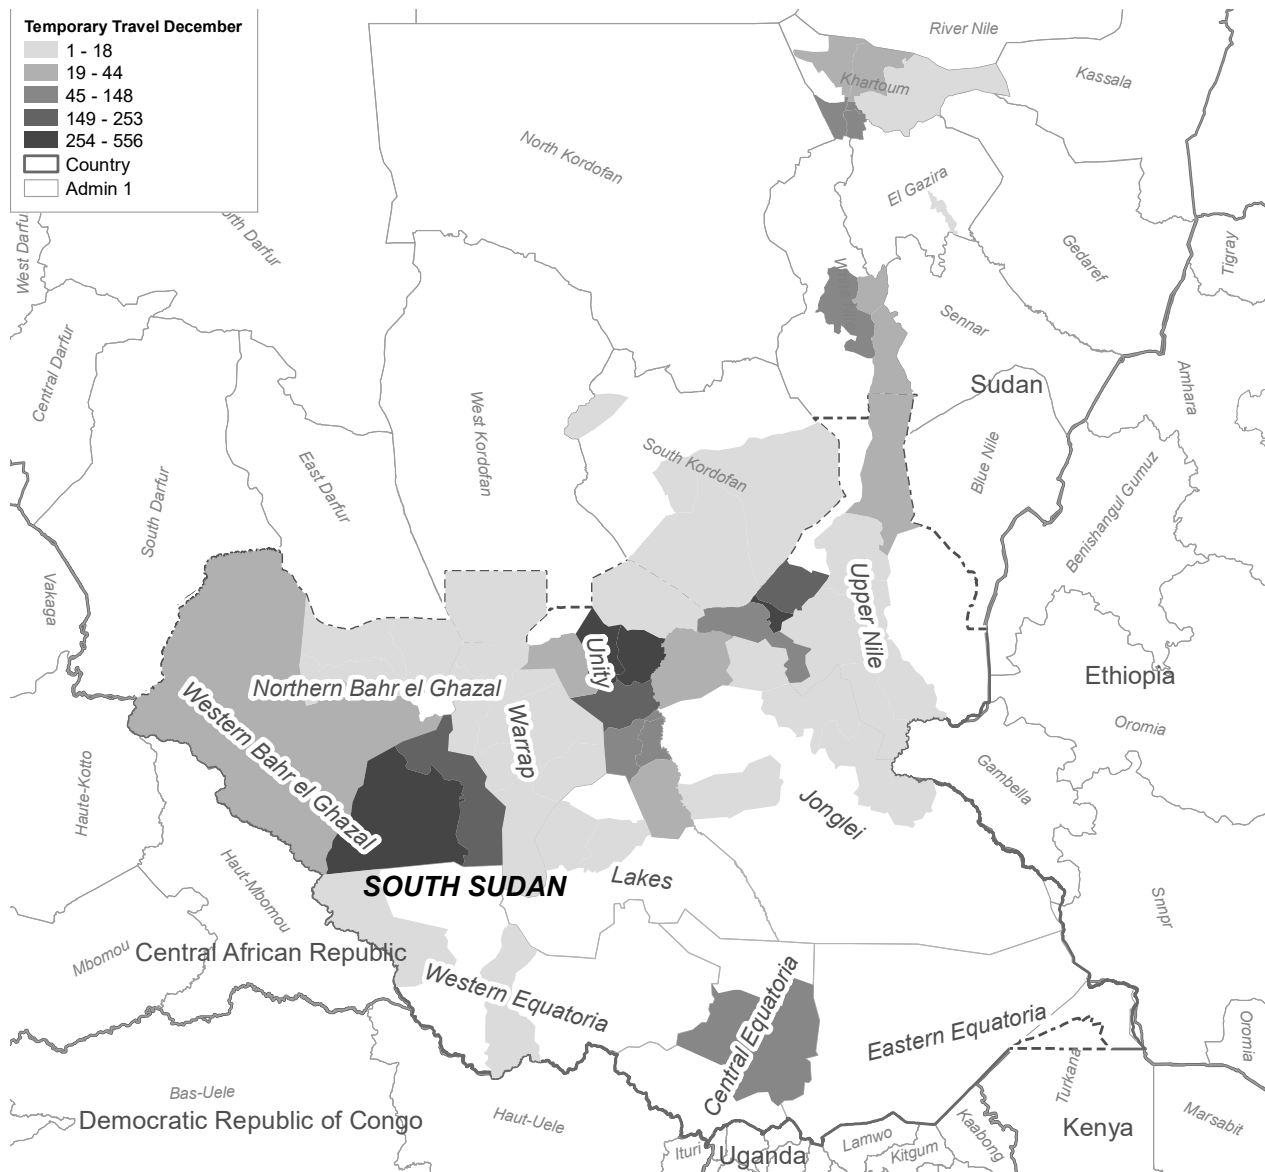 Temporary Travel December
1 - 18
19 - 44
45 - 148
149 - 253
254 - 556
Country
Admin 1
River Nile
Kassala
Khartoum
North Kordofan
El Gazira
Gedaref
Tigray
West Darfur
North Darfur
Sennar
Central Darfur
Amhara
Sudan
West Kordofan
South Kordofan
Blue Nile
East Darfur
South Darfur
Benishangul Gumuz
Vakaga
Upper Nile
Unity
Ethiopia
Northern Bahr el Ghazal
Western Bahr el Ghazal
Warrap
Oromia
Gambella
Haute-Kotto
Jonglei
Haut-Mbomou
SOUTH SUDAN
Lakes
Snnpr
Mbomou
Central African Republic
Western Equatoria
Central Equatoria
Eastern Equatoria
Oromia
Turkana
Bas-Uele
Democratic Republic of Congo
Haut-Uele
Kenya
Marsabit
Kaabong
Lamwo
Kitgum
Ituri
Uganda